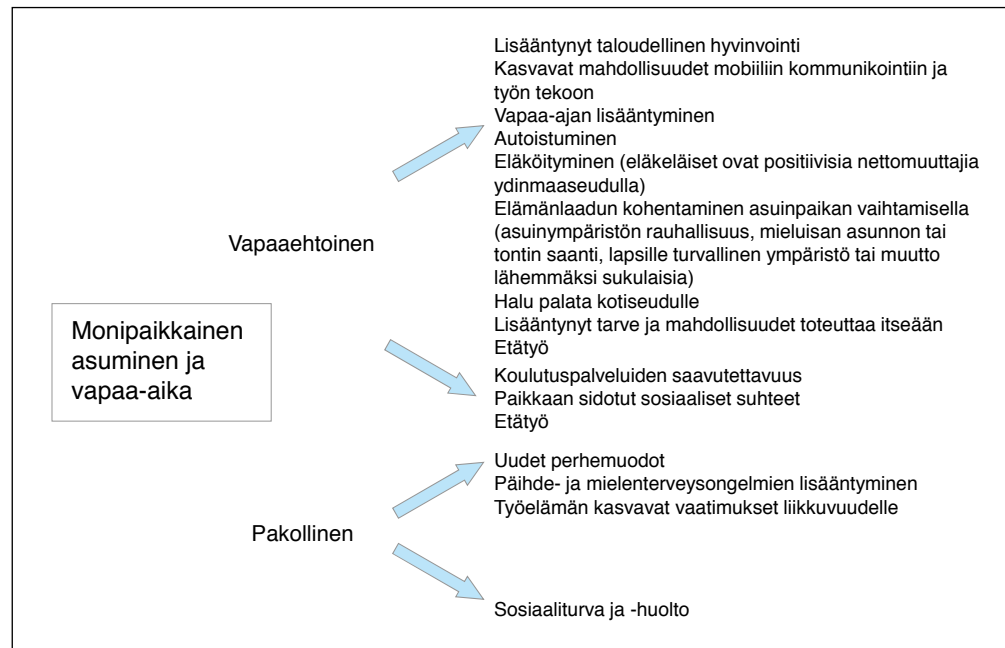 Lisääntynyt taloudellinen hyvinvointi
Kasvavat mahdollisuudet mobiiliin kommunikointiin ja
työn tekoon
Vapaa-ajan lisääntyminen
Autoistuminen
Eläköityminen (eläkeläiset ovat positiivisia nettomuuttajia
ydinmaaseudulla)
Elämänlaadun kohentaminen asuinpaikan vaihtamisella
(asuinympäristön rauhallisuus, mieluisan asunnon tai
tontin saanti, lapsille turvallinen ympäristö tai muutto
lähemmäksi sukulaisia)
Halu palata kotiseudulle
Lisääntynyt tarve ja mahdollisuudet toteuttaa itseään
Etätyö
Vapaaehtoinen
Koulutuspalveluiden saavutettavuus
Paikkaan sidotut sosiaaliset suhteet
Etätyö
Monipaikkainen
asuminen ja
vapaa-aika
Uudet perhemuodot
Päihde- ja mielenterveysongelmien lisääntyminen
Työelämän kasvavat vaatimukset liikkuvuudelle
Pakollinen
Sosiaaliturva ja -huolto